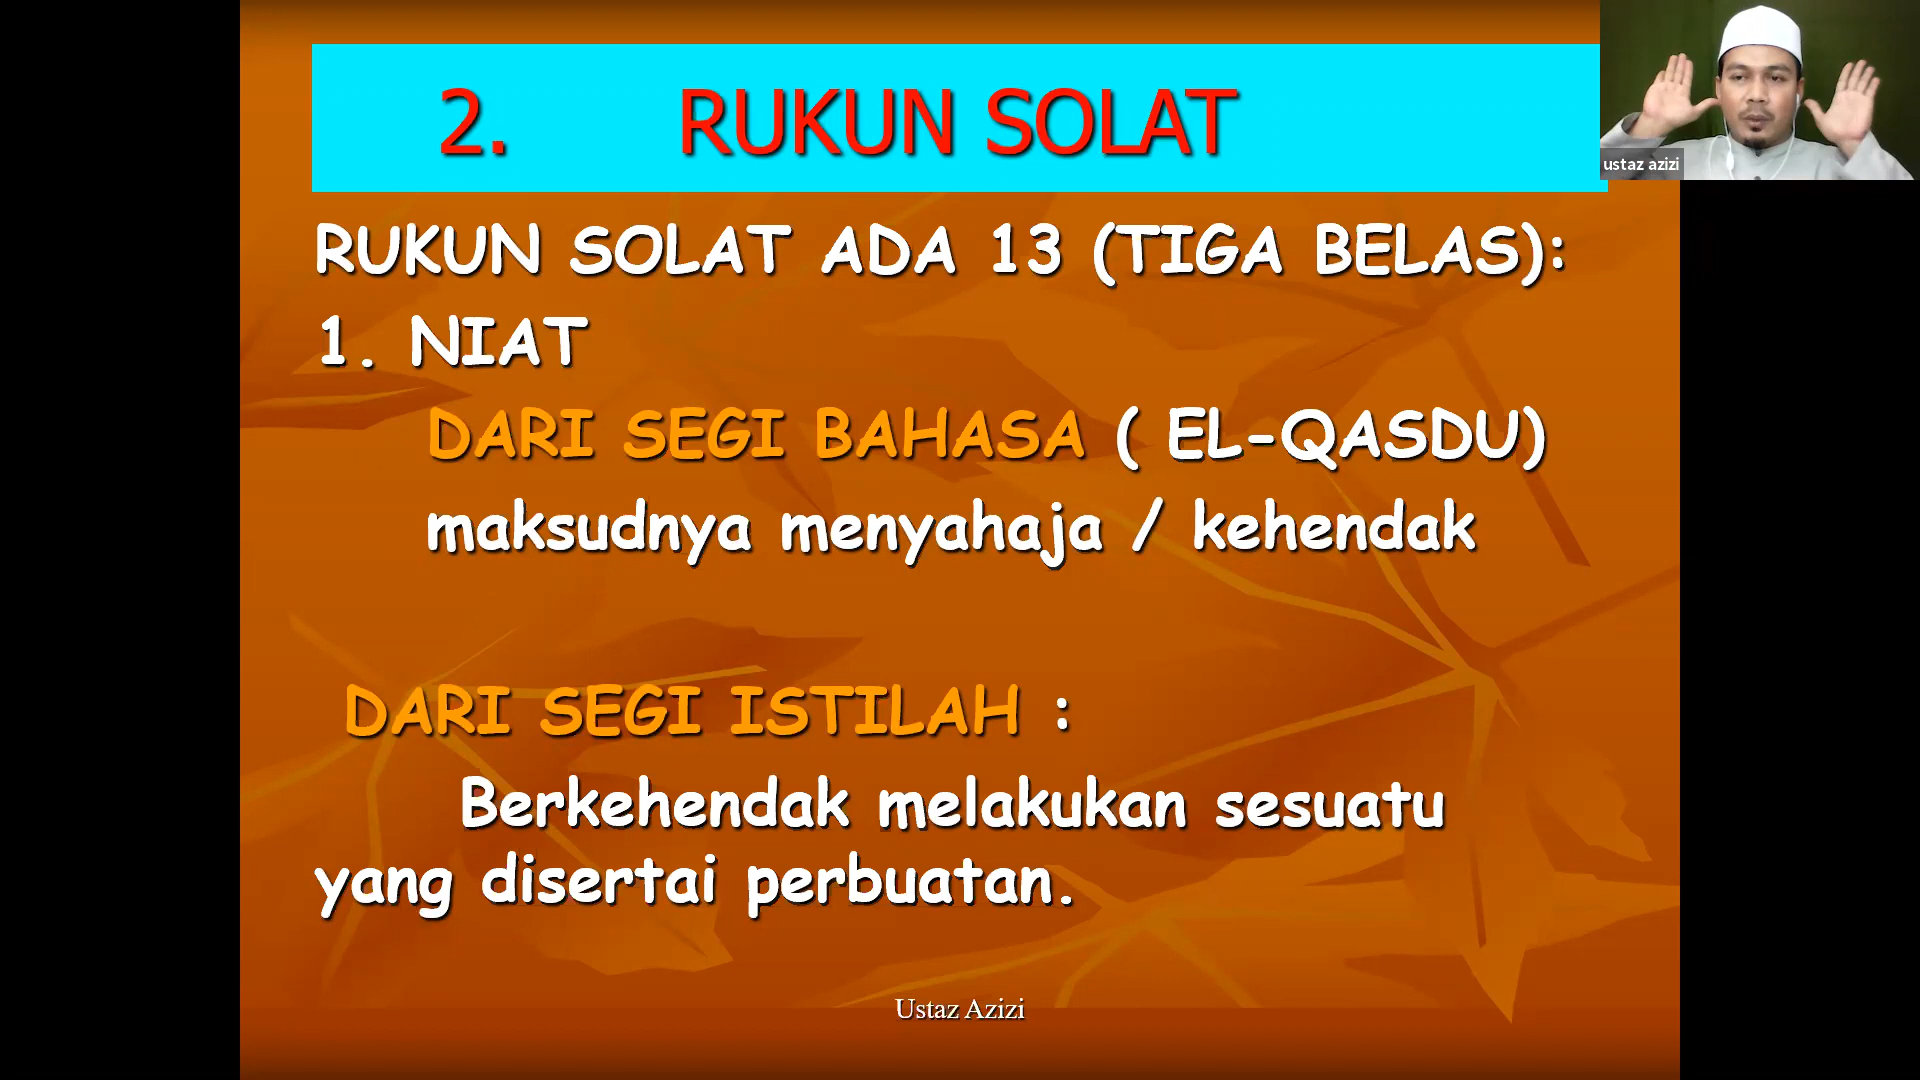 2. RUKUN SOLAT
ustaz azizi
RUKUN SOLAT ADA 13 (TIGA BELAS):
1. NIAT
DARI SEGI BAHASA ( EL-QASDU)
maksudnya menyahaja / kehendak
DARI SEGI ISTILAH :
Berkehendak melakukan sesuatu
yang disertai perbuatan.
Ustaz Azizi